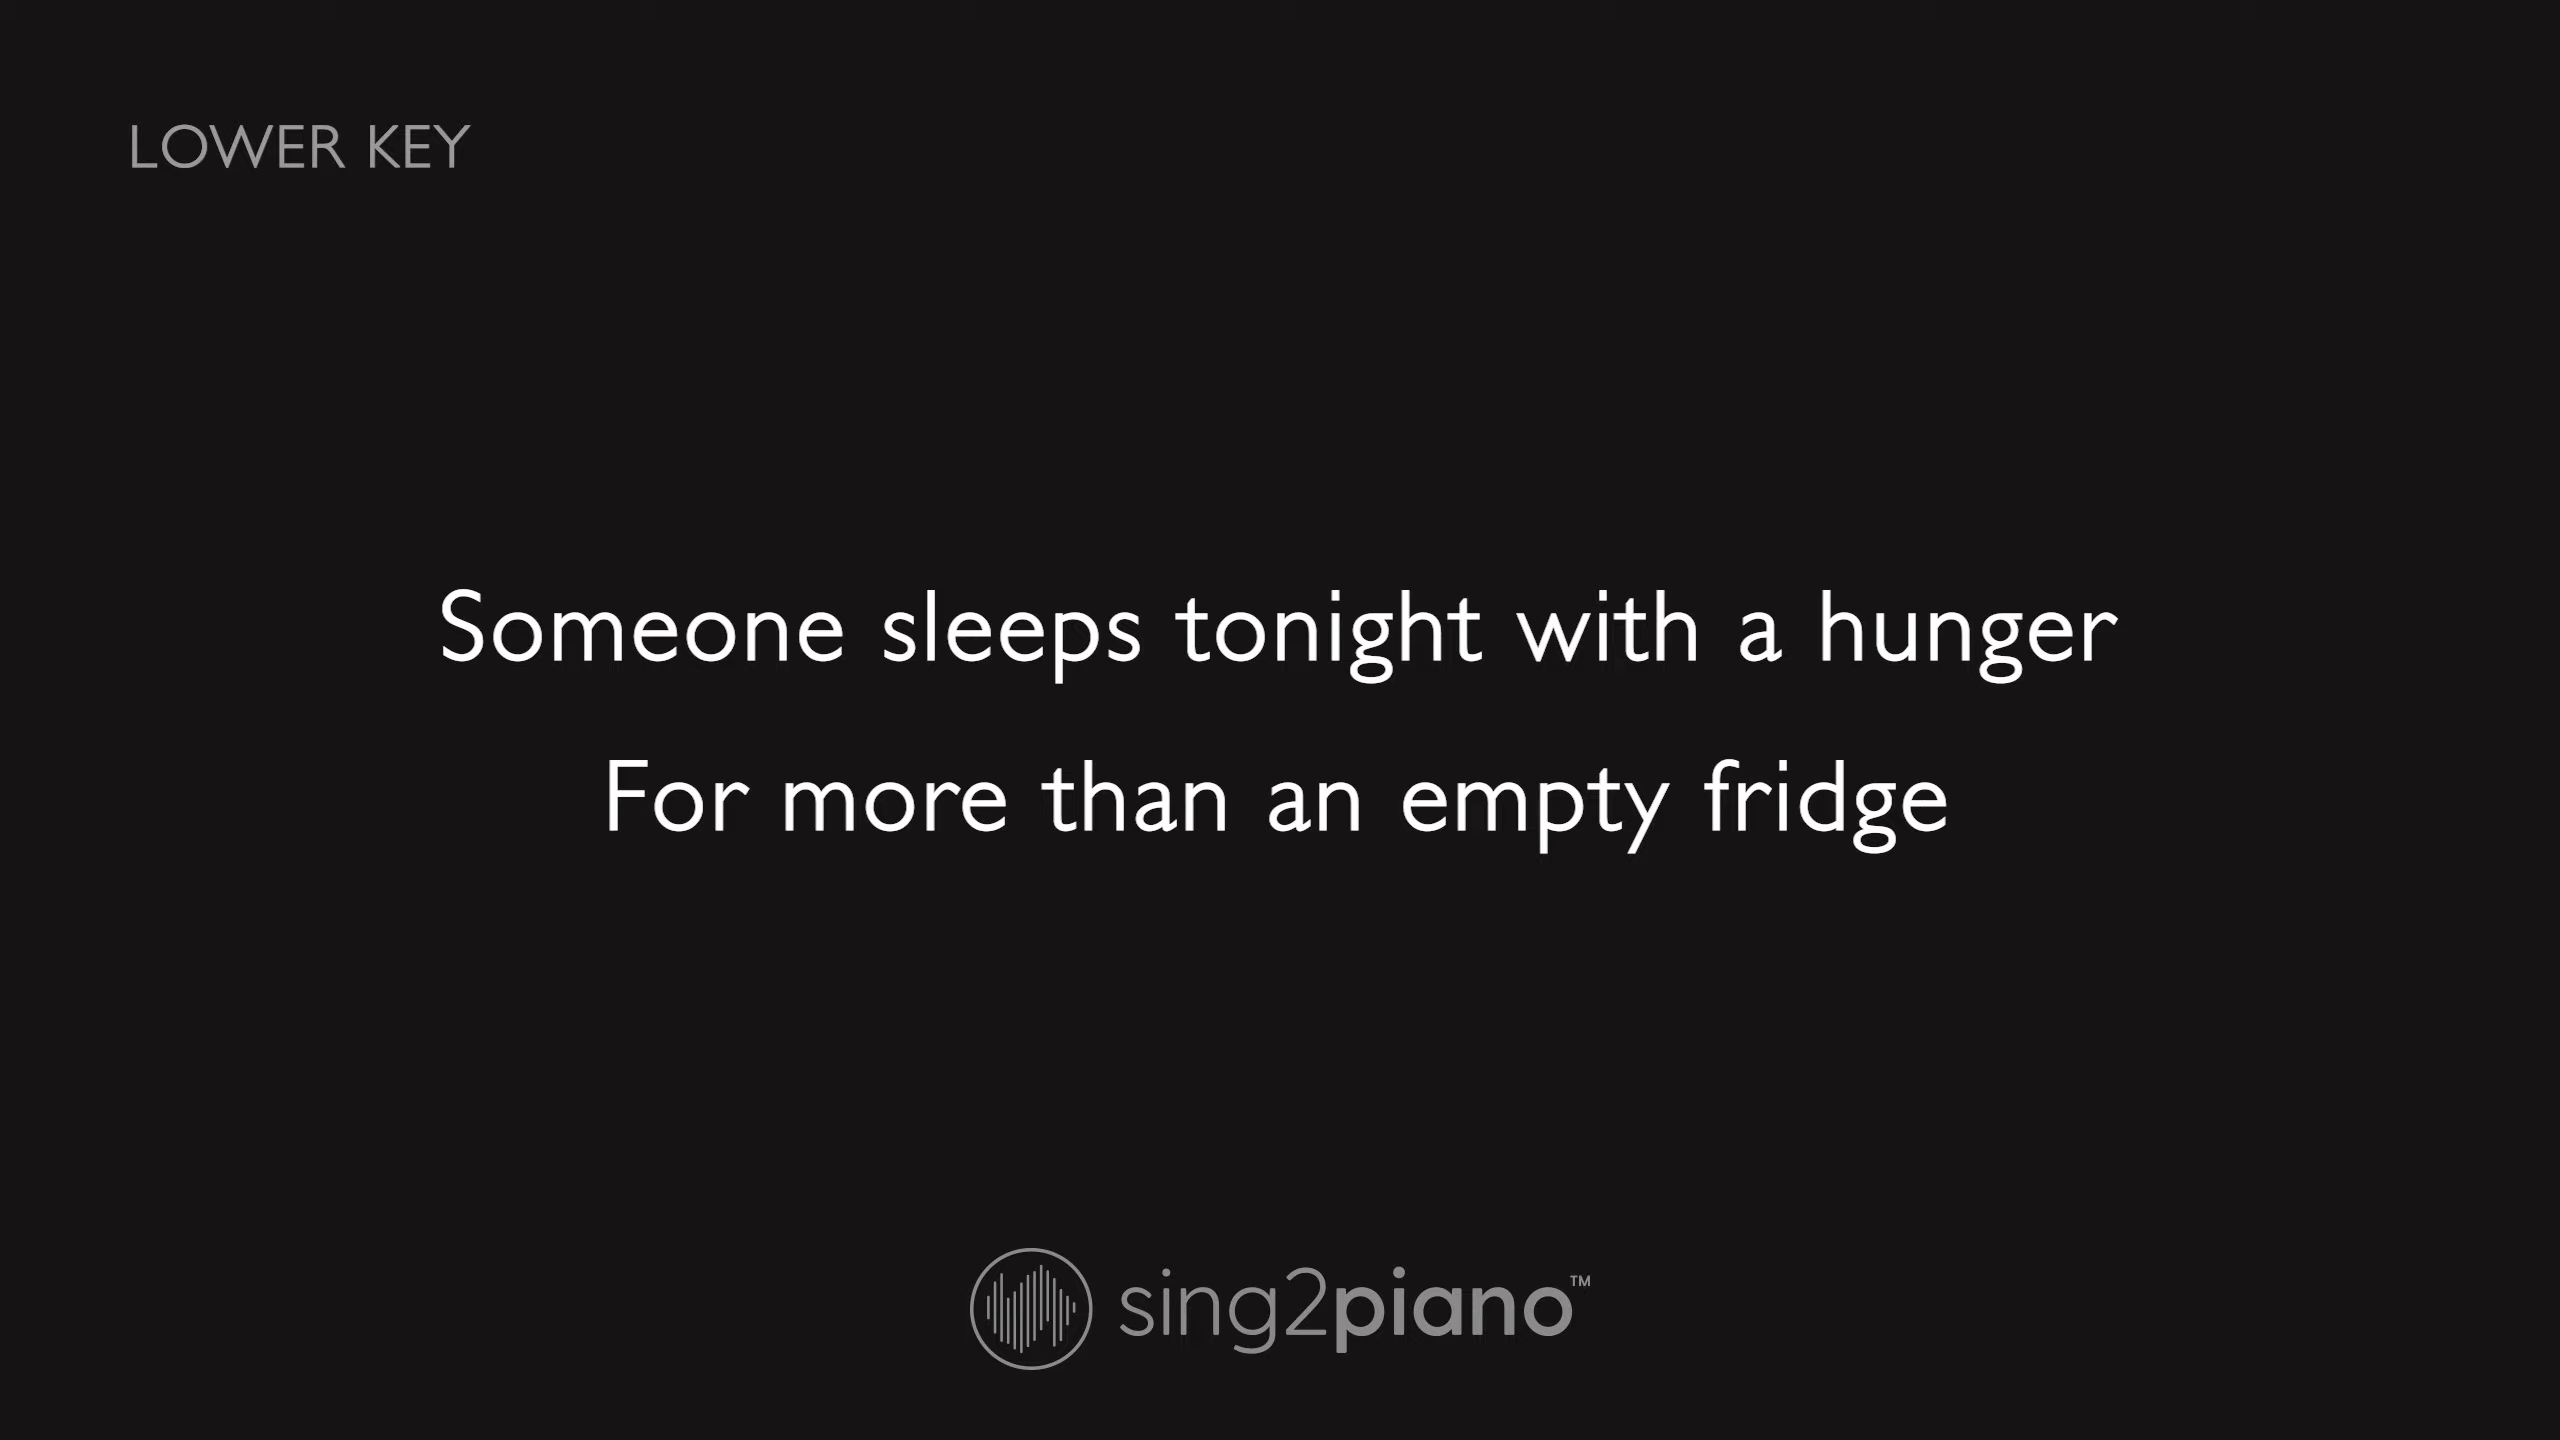 LOWER KEY
Someone sleeps tonight with a hunger
For more than an empty fridge
sing2piano™